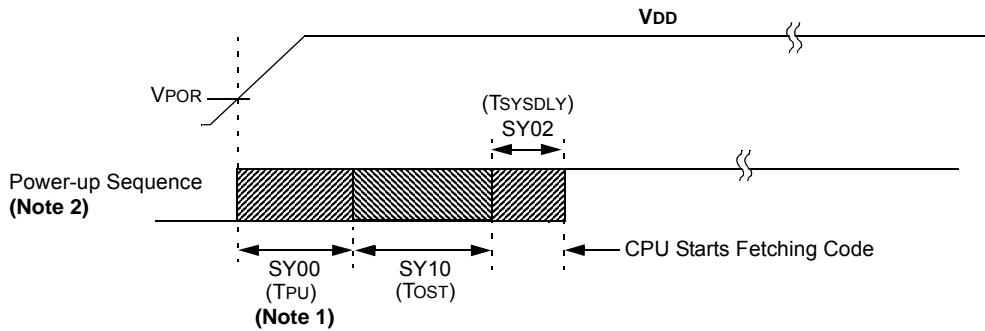 VDD
VPOR
(TSYSDLY)
SY02
Power-up Sequence
(Note 2)
CPU Starts Fetching Code
SY00
(TPU)
(Note 1)
SY10
(TOST)